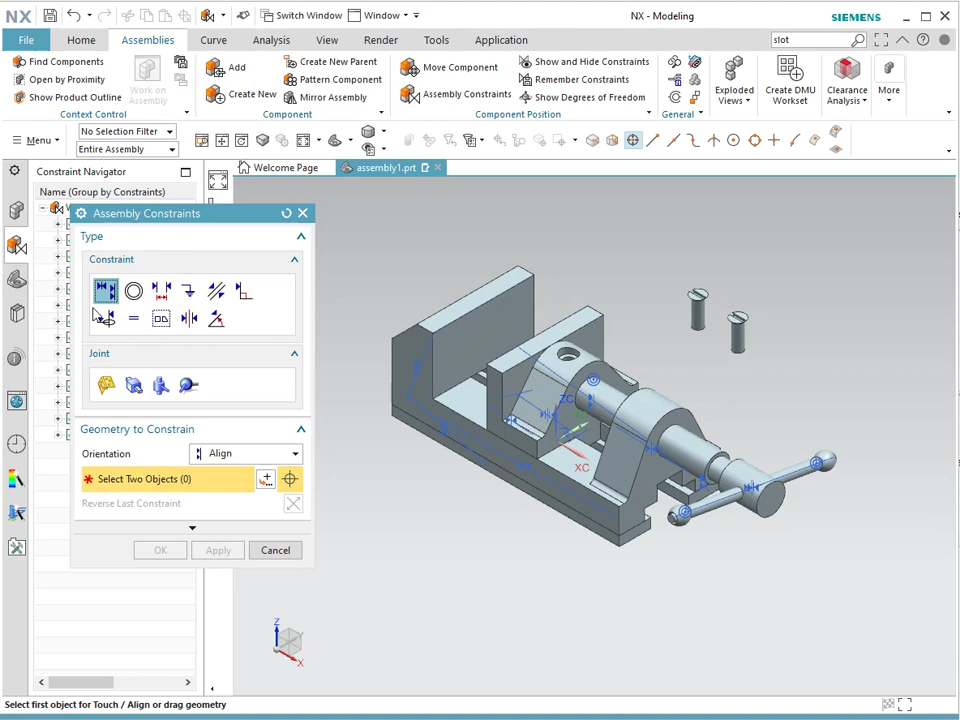 NX
Switch Window
Window
NX - Modeling
SIEMENS
File
Home
Assemblies
Curve
Analysis
View
Render
Tools
Application
slot
Find Components
Open by Proximity
Show Product Outline
Work on
Assembly
Context Control
Add
Create New
Create New Parent
Pattern Component
Mirror Assembly
Component
Move Component
Assembly Constraints
Show and Hide Constraints
Remember Constraints
Show Degrees of Freedom
Component Position
General
Exploded
Views
Create DMU
Workset
Clearance
Analysis
More
Menu
No Selection Filter
Entire Assembly
Constraint Navigator
Welcome Page
assembly1.prt
Name (Group by Constraints)
Assembly Constraints
Type
Constraint
Joint
Geometry to Constrain
Orientation
Align
* Select Two Objects (0)
Reverse Last Constraint
OK
Apply
Cancel
ZC
XC
Z
X
Select first object for Touch / Align or drag geometry